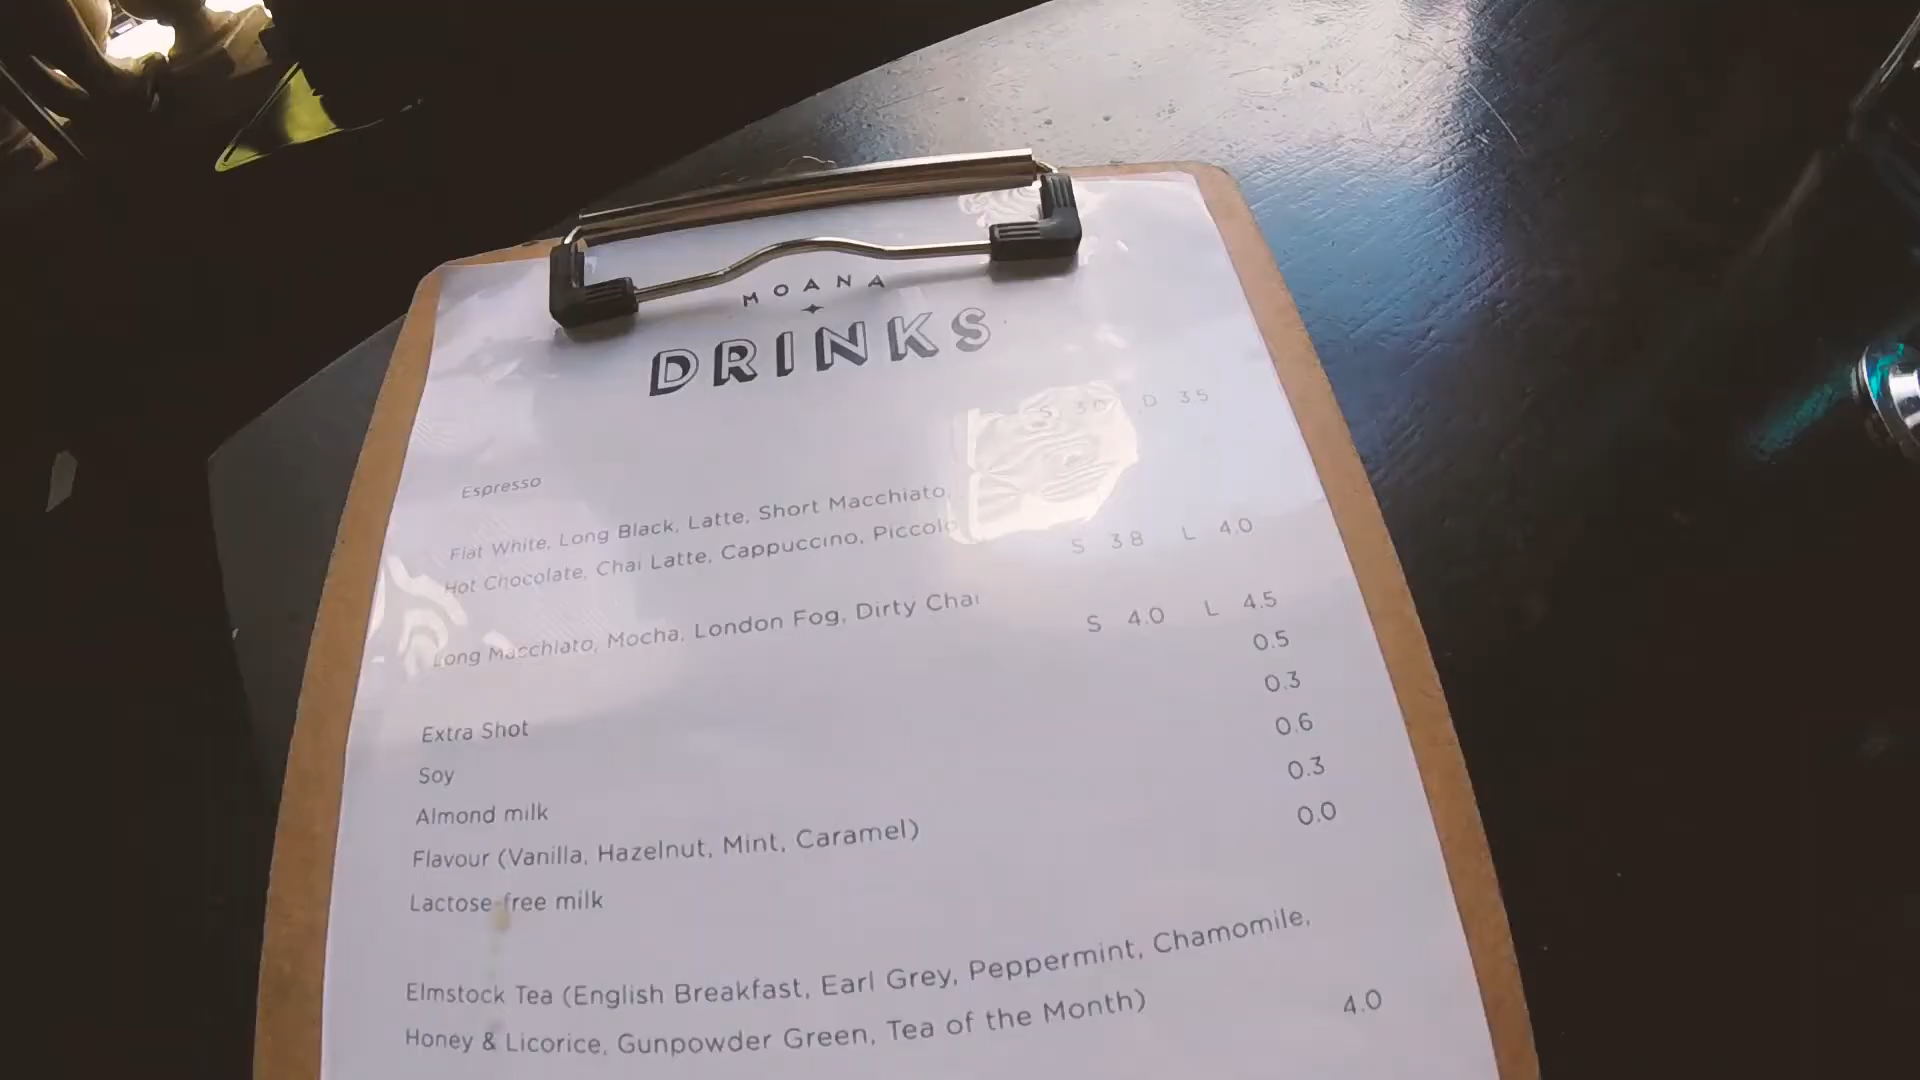 MOANA
DRINKS
Espresso S 3.0 D 3.5
Flat White, Long Black, Latte, Short Macchiato,
Hot Chocolate, Chai Latte, Cappuccino, Piccolo S 3.8 L 4.0
Long Macchiato, Mocha, London Fog, Dirty Chai S 4.0 L 4.5
Extra Shot 0.5
Soy 0.3
Almond milk 0.6
Flavour (Vanilla, Hazelnut, Mint, Caramel) 0.3
Lactose-free milk 0.0
Elmstock Tea (English Breakfast, Earl Grey, Peppermint, Chamomile,
Honey & Licorice, Gunpowder Green, Tea of the Month) 4.0